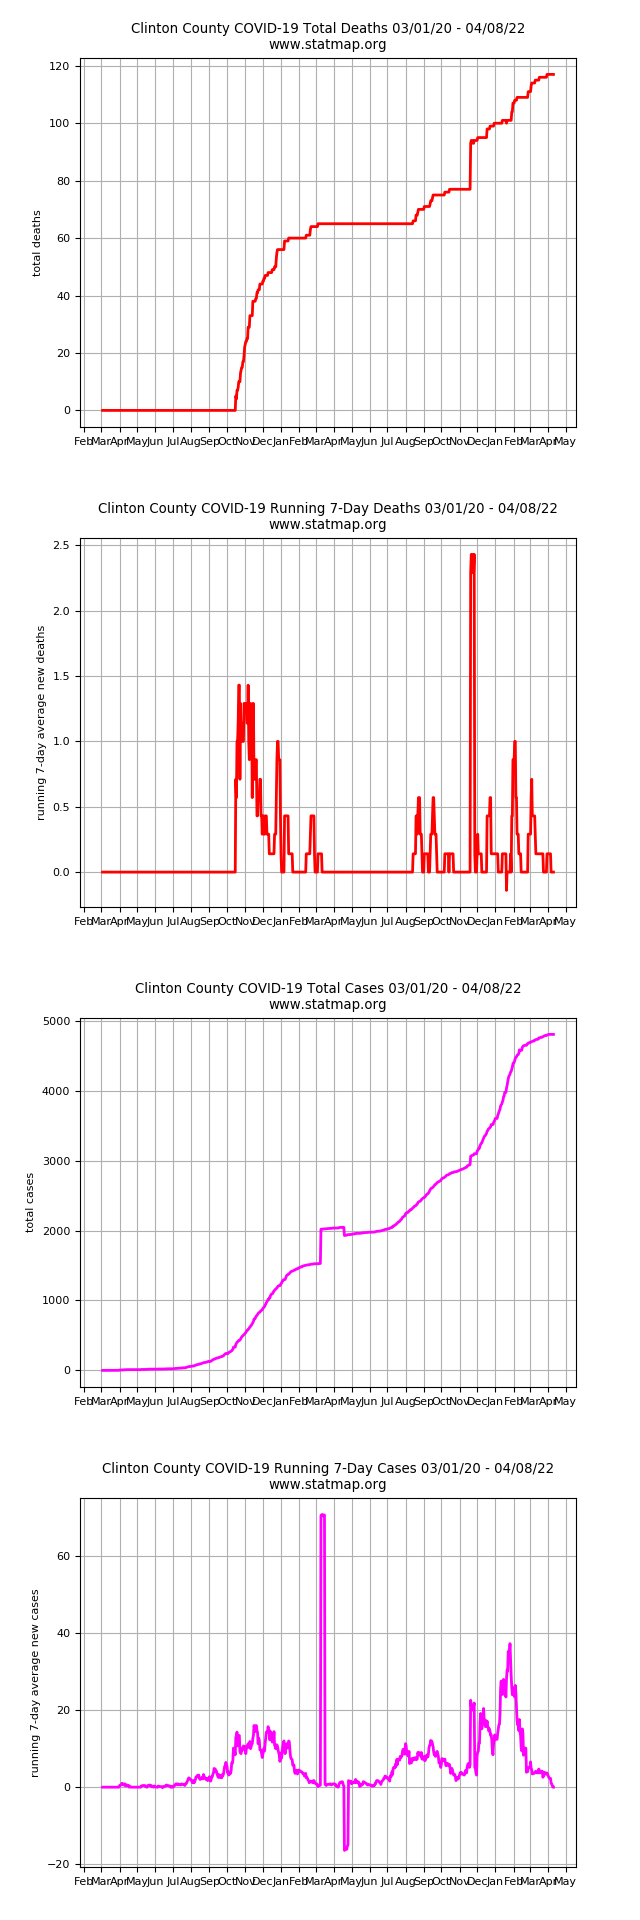 Clinton County COVID-19 Total Deaths 03/01/20 - 04/08/22
www.statmap.org
120
100
80
60
40
20
0
total deaths
Feb Mar Apr May Jun Jul Aug Sep Oct Nov Dec Jan Feb Mar Apr May Jun Jul Aug Sep Oct Nov Dec Jan Feb Mar Apr May
Clinton County COVID-19 Running 7-Day Deaths 03/01/20 - 04/08/22
www.statmap.org
2.5
2.0
1.5
1.0
0.5
0.0
running 7-day average new deaths
Feb Mar Apr May Jun Jul Aug Sep Oct Nov Dec Jan Feb Mar Apr May Jun Jul Aug Sep Oct Nov Dec Jan Feb Mar Apr May
Clinton County COVID-19 Total Cases 03/01/20 - 04/08/22
www.statmap.org
5000
4000
3000
2000
1000
0
total cases
Feb Mar Apr May Jun Jul Aug Sep Oct Nov Dec Jan Feb Mar Apr May Jun Jul Aug Sep Oct Nov Dec Jan Feb Mar Apr May
Clinton County COVID-19 Running 7-Day Cases 03/01/20 - 04/08/22
www.statmap.org
60
40
20
0
−20
running 7-day average new cases
Feb Mar Apr May Jun Jul Aug Sep Oct Nov Dec Jan Feb Mar Apr May Jun Jul Aug Sep Oct Nov Dec Jan Feb Mar Apr May